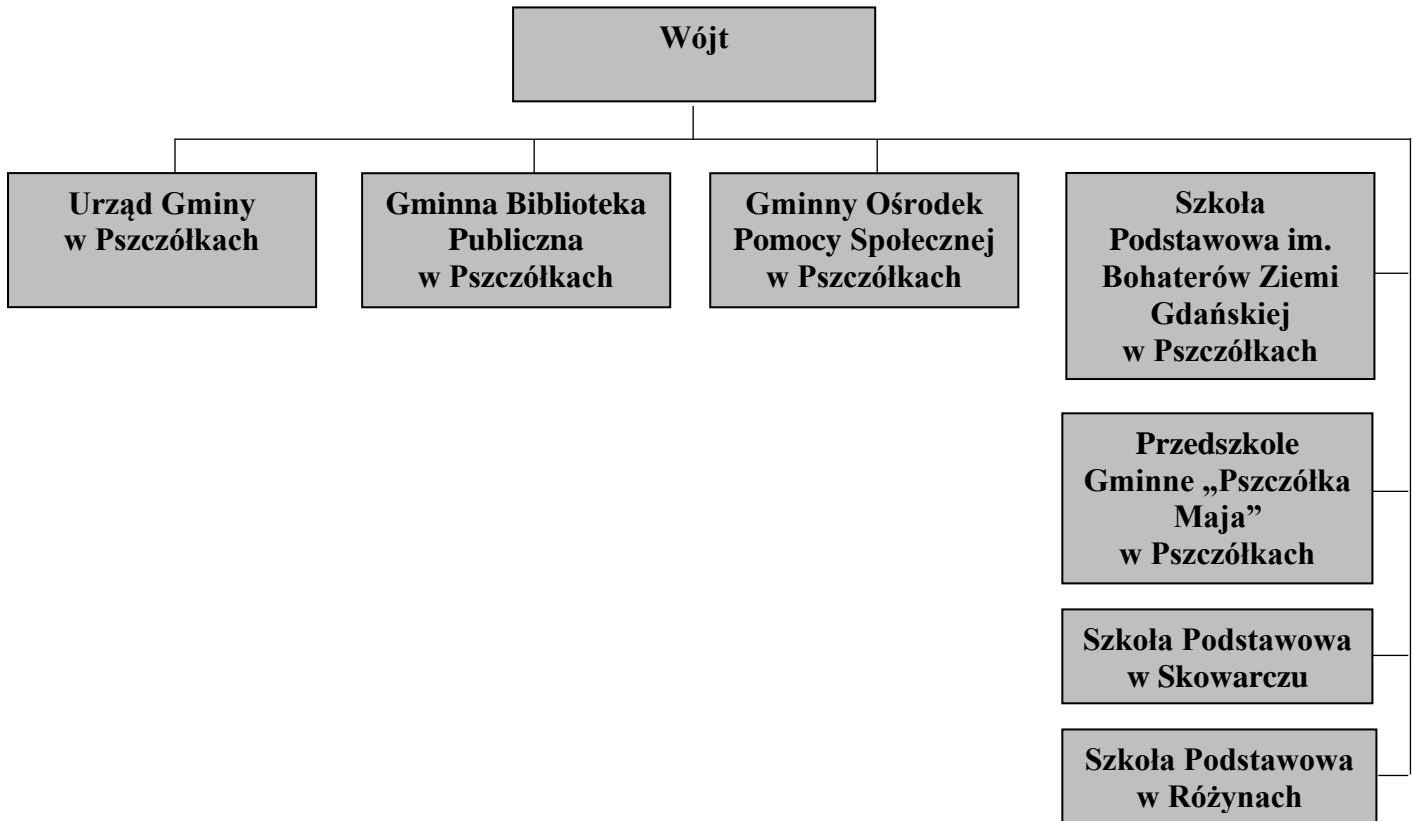 Wójt
Urząd Gminy
w Pszczółkach
Gminna Biblioteka
Publiczna
w Pszczółkach
Gminny Ośrodek
Pomocy Społecznej
w Pszczółkach
Szkoła
Podstawowa im.
Bohaterów Ziemi
Gdańskiej
w Pszczółkach
Przedszkole
Gminne „Pszczółka
Maja”
w Pszczółkach
Szkoła Podstawowa
w Skowarczu
Szkoła Podstawowa
w Różynach